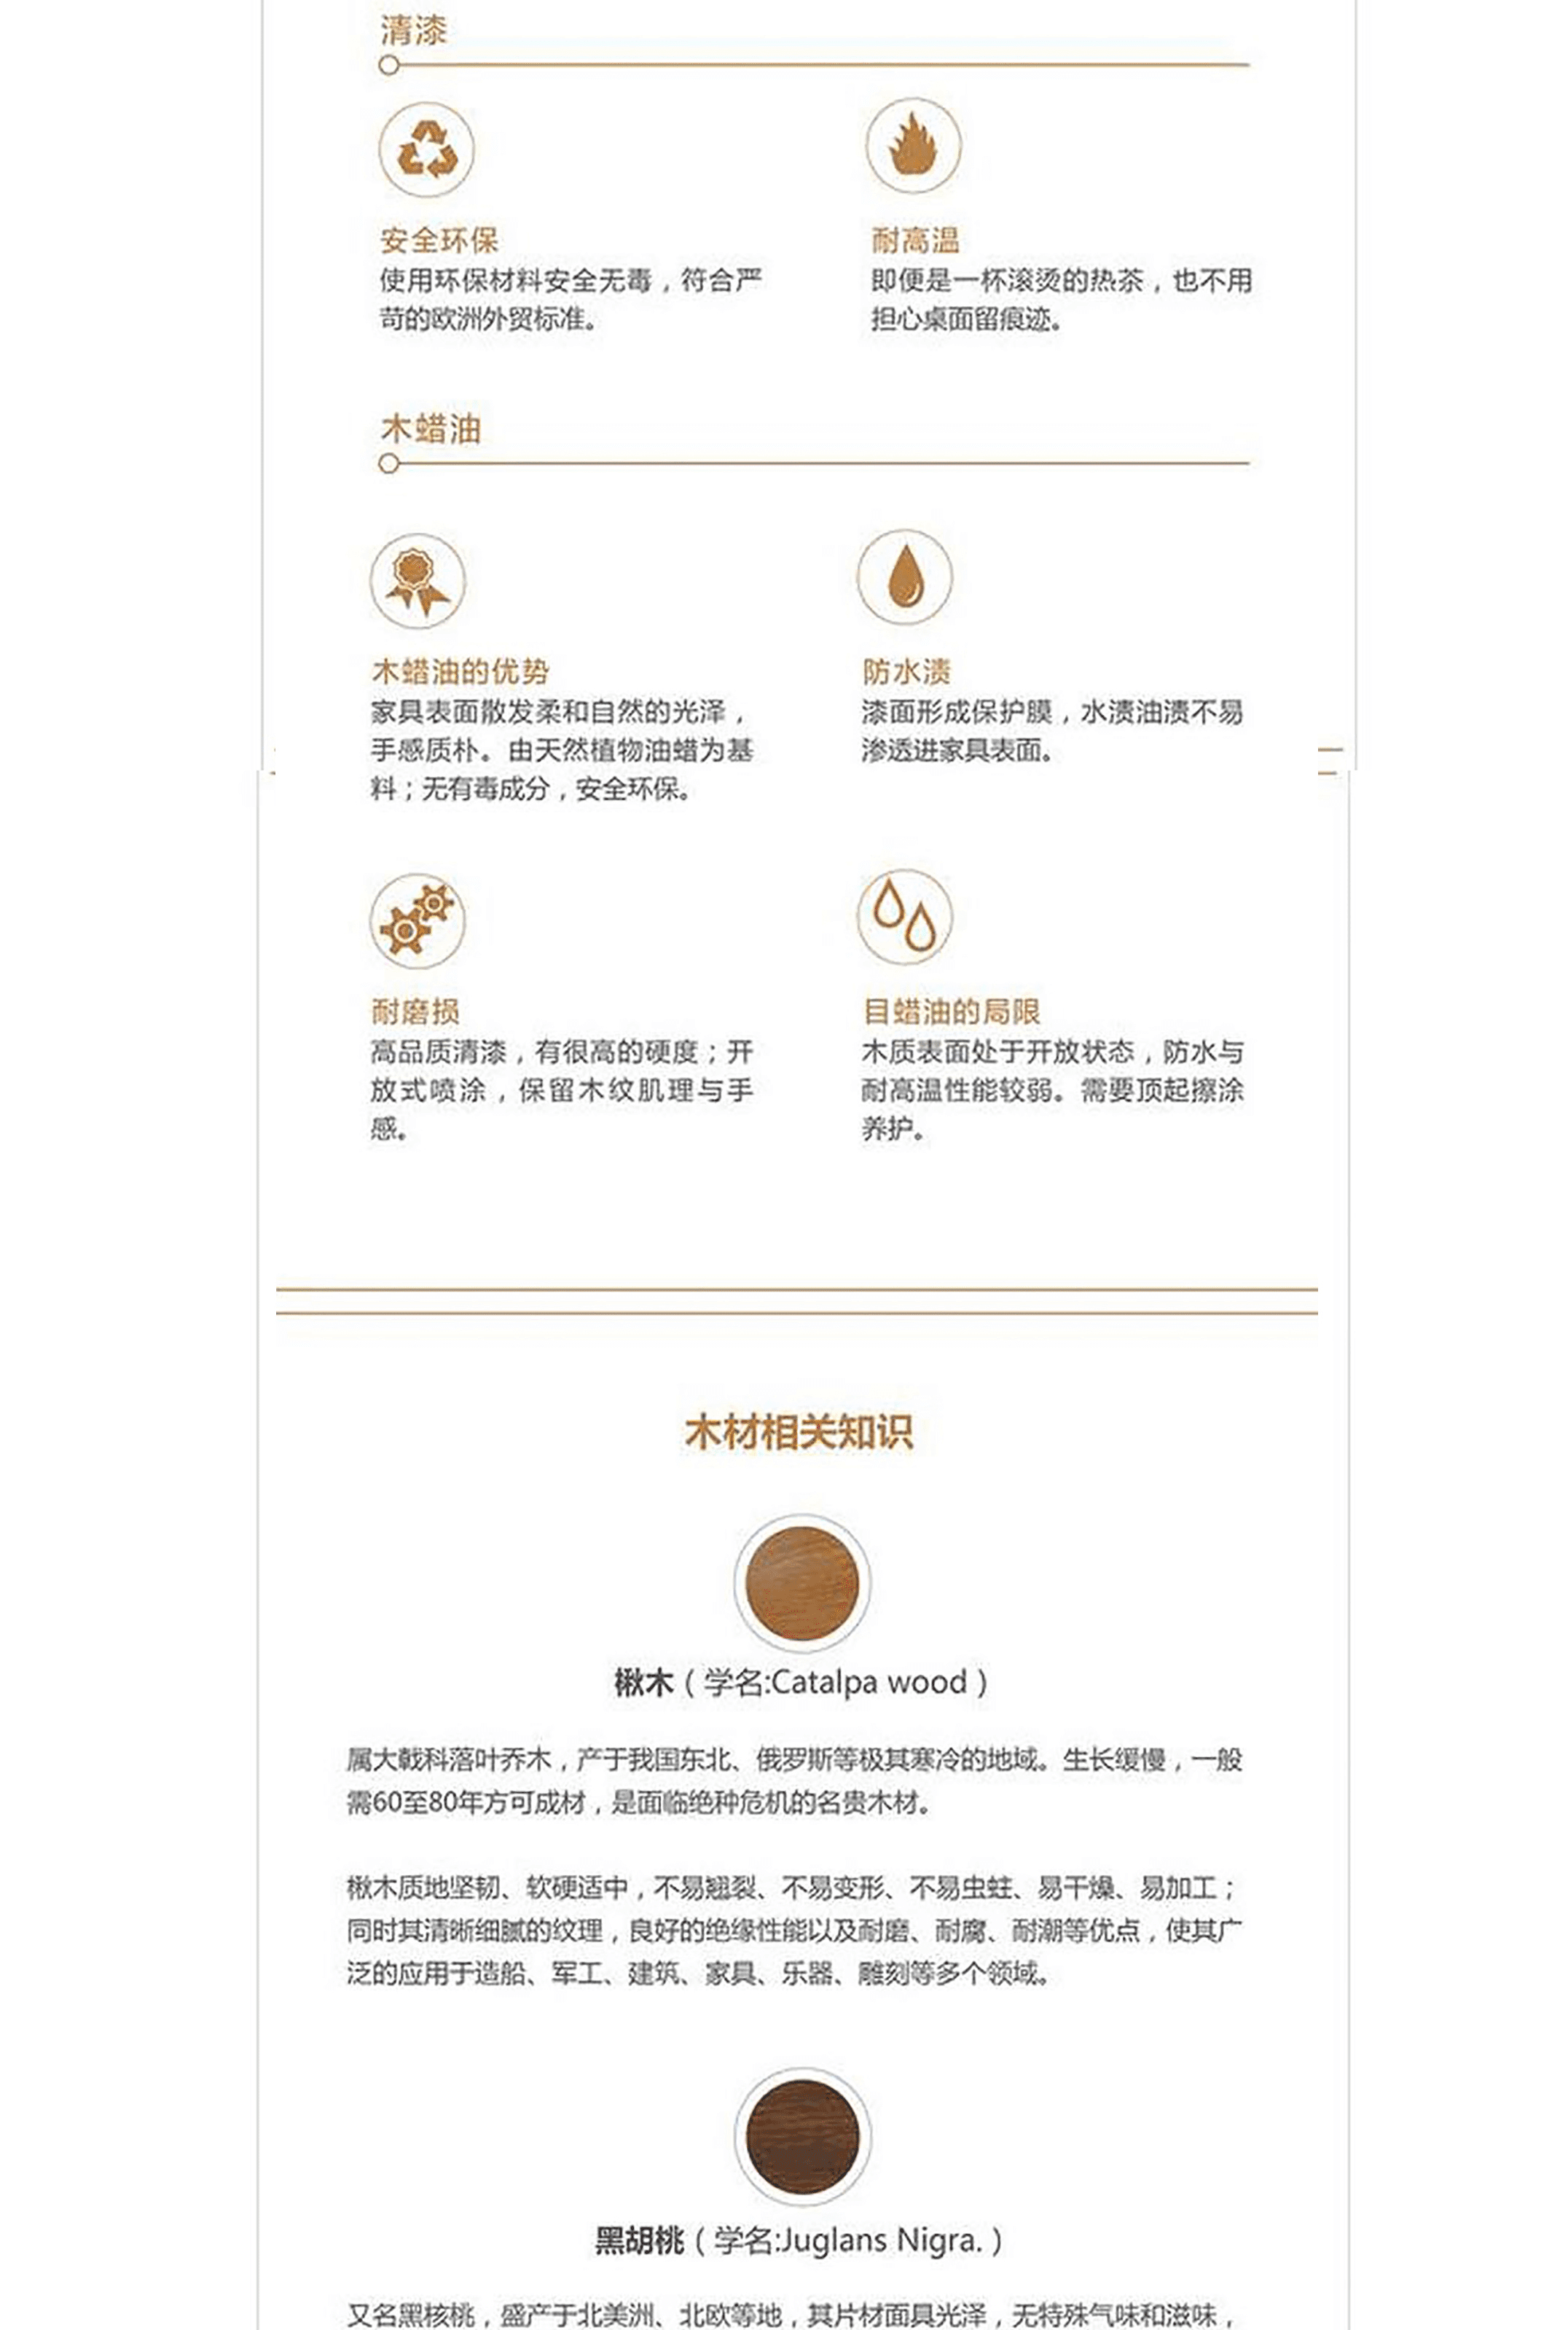 清漆
安全环保
使用环保材料安全无毒，符合严
苛的欧洲外贸标准。
耐高温
即便是一杯滚烫的热茶，也不用
担心桌面留痕迹。
木蜡油
木蜡油的优势
家具表面散发柔和自然的光泽，
手感质朴。由天然植物油蜡为基
料；无有毒成分，安全环保。
防水渍
漆面形成保护膜，水渍油渍不易
渗透进家具表面。
耐磨损
高品质清漆，有很高的硬度；开
放式喷涂，保留木纹肌理与手
感。
目蜡油的局限
木质表面处于开放状态，防水与
耐高温性能较弱。需要顶起擦涂
养护。
木材相关知识
楸木（学名:Catalpa wood）
属大戟科落叶乔木，产于我国东北、俄罗斯等极其寒冷的地域。生长缓慢，一般
需60至80年方可成材，是面临绝种危机的名贵木材。
楸木质地坚韧、软硬适中，不易翘裂、不易变形、不易虫蛀、易干燥、易加工；
同时其清晰细腻的纹理，良好的绝缘性能以及耐磨、耐腐、耐潮等优点，使其广
泛的应用于造船、军工、建筑、家具、乐器、雕刻等多个领域。
黑胡桃（学名:Juglans Nigra.）
又名黑核桃，盛产于北美洲、北欧等地，其片材面具光泽，无特殊气味和滋味，